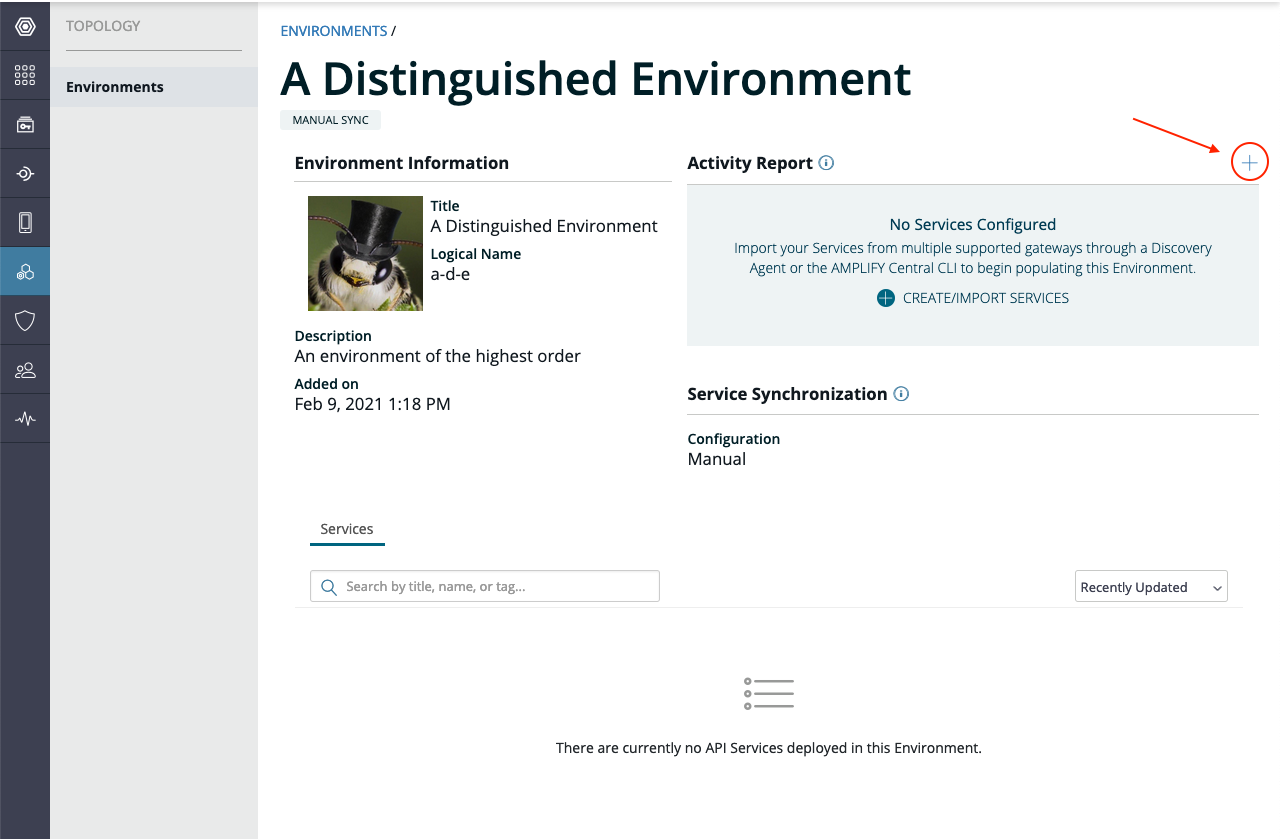 TOPOLOGY
Environments
ENVIRONMENTS /
A Distinguished Environment
MANUAL SYNC
Environment Information
Title
A Distinguished Environment
Logical Name
a-d-e
Description
An environment of the highest order
Added on
Feb 9, 2021 1:18 PM
Activity Report
No Services Configured
Import your Services from multiple supported gateways through a Discovery
Agent or the AMPLIFY Central CLI to begin populating this Environment.
CREATE/IMPORT SERVICES
Service Synchronization
Configuration
Manual
Services
Search by title, name, or tag...
Recently Updated
There are currently no API Services deployed in this Environment.